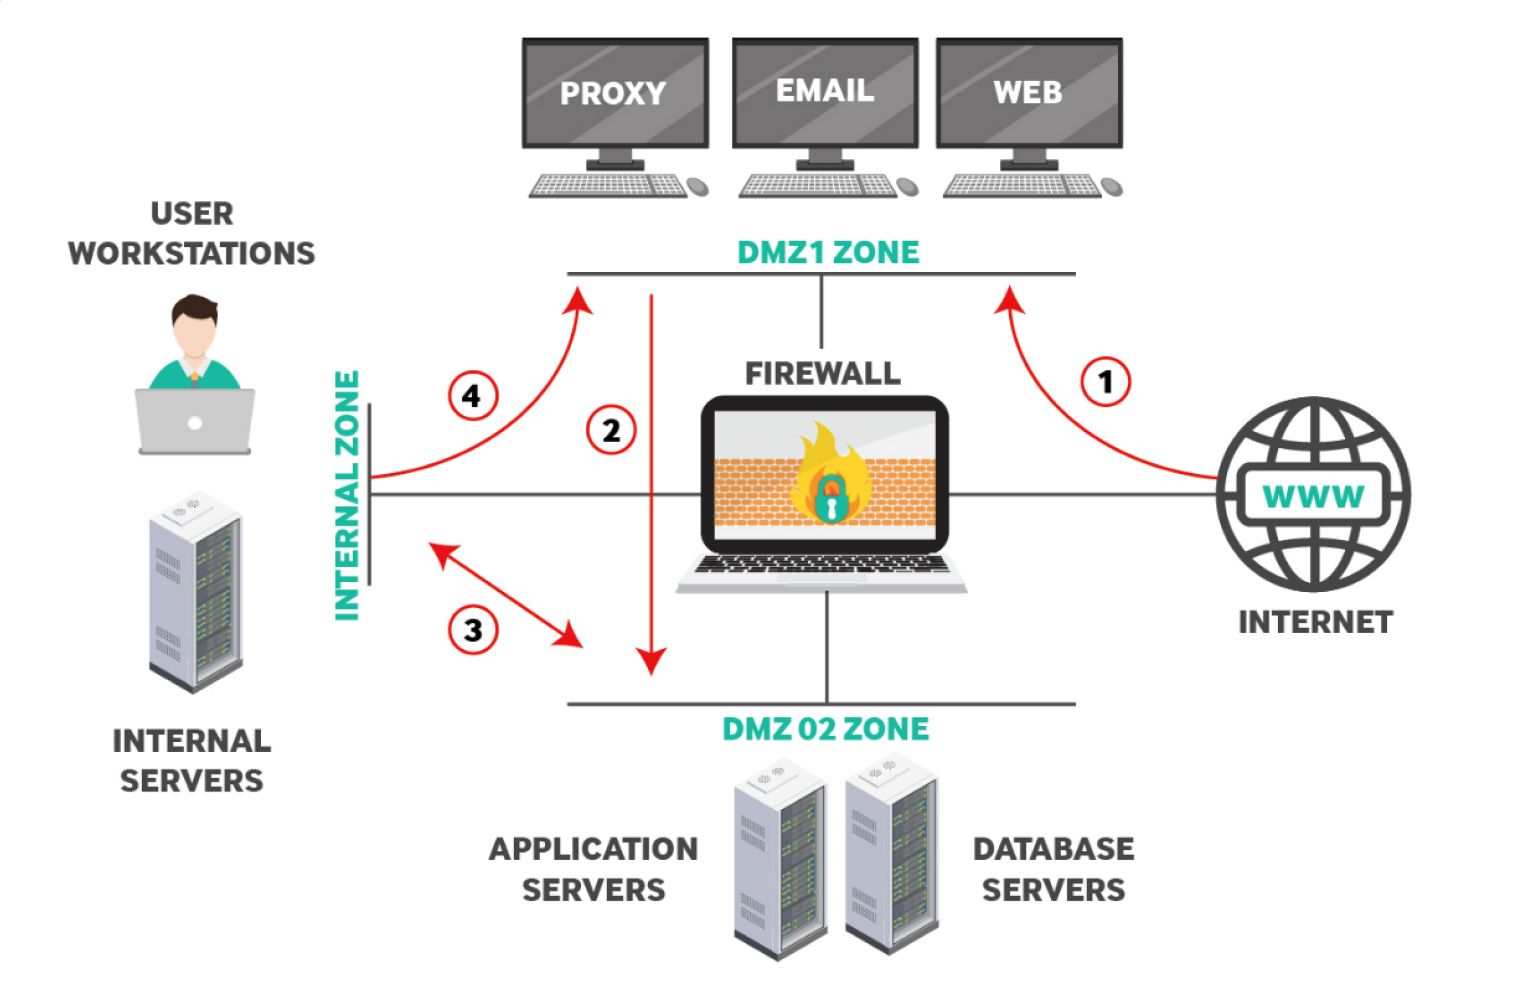 PROXY
EMAIL
WEB
USER
WORKSTATIONS
DMZ1 ZONE
FIREWALL
1
4
2
INTERNAL ZONE
WWW
INTERNET
3
INTERNAL
SERVERS
DMZ 02 ZONE
APPLICATION
SERVERS
DATABASE
SERVERS